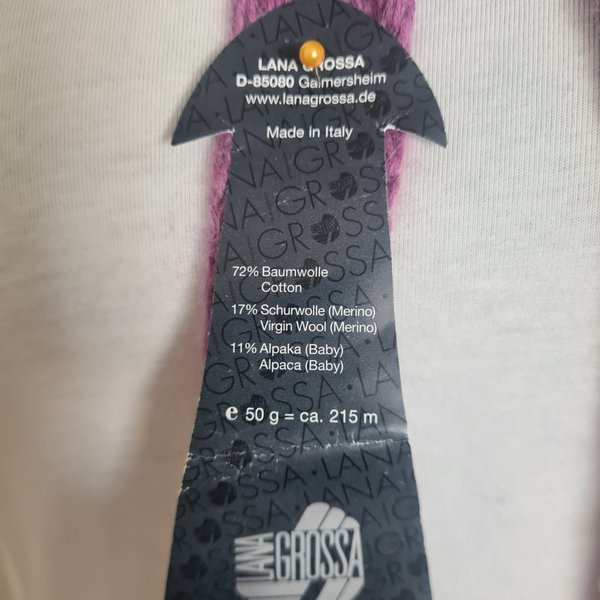 LANA GROSSA
D-85080 Gaimersheim
www.lanagrossa.de
Made in Italy
72% Baumwolle
Cotton
17% Schurwolle (Merino)
Virgin Wool (Merino)
11% Alpaka (Baby)
Alpaca (Baby)
e 50 g = ca. 215 m
LANA GROSSA